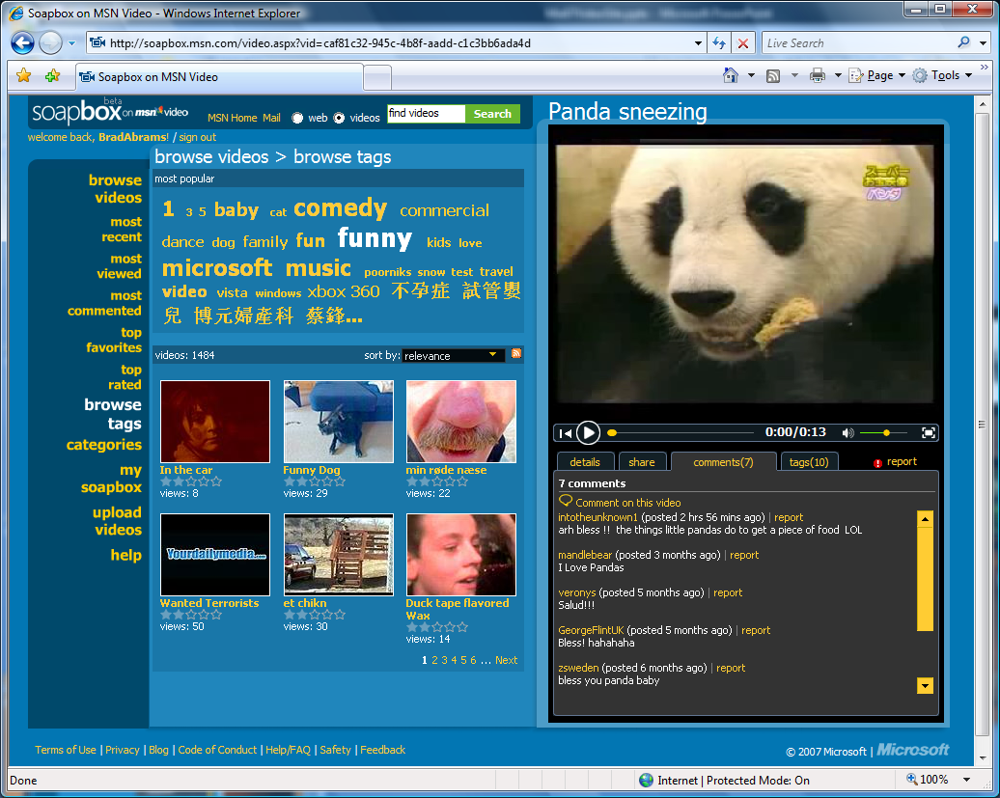 Soapbox on MSN Video - Windows Internet Explorer
http://soapbox.msn.com/video.aspx?vid=caf81c32-945c-4b8f-aadd-c1c3bb6ada4d
Live Search
Soapbox on MSN Video
Page
Tools
beta
soapbox on msn video
MSN Home Mail web videos find videos Search
welcome back, BradAbrams! / sign out
browse videos
most recent
most viewed
most commented
top favorites
top rated
browse tags
categories
my soapbox
upload videos
help
browse videos > browse tags
most popular
1 3 5 baby cat comedy commercial
dance dog family fun funny kids love
microsoft music poorniks snow test travel
video vista windows xbox 360 不孕症 試管嬰
兒 博元婦產科 蔡鋒...
videos: 1484 sort by: relevance
In the car
views: 8
Funny Dog
views: 29
min røde næse
views: 22
Yourdailymedia....
Wanted Terrorists
views: 50
et chikn
views: 30
Duck tape flavored
Wax
views: 14
1 2 3 4 5 6 ... Next
Panda sneezing
スーパー
パンダ
0:00/0:13
details share comments(7) tags(10) report
7 comments
Comment on this video
intotheunknown1 (posted 2 hrs 56 mins ago) | report
arh bless !! the things little pandas do to get a piece of food LOL
mandlebear (posted 3 months ago) | report
I Love Pandas
veronys (posted 5 months ago) | report
Salud!!!
GeorgeFlintUK (posted 5 months ago) | report
Bless! hahahaha
zsweden (posted 6 months ago) | report
bless you panda baby
Terms of Use | Privacy | Blog | Code of Conduct | Help/FAQ | Safety | Feedback
© 2007 Microsoft | Microsoft
Done
Internet | Protected Mode: On
100%